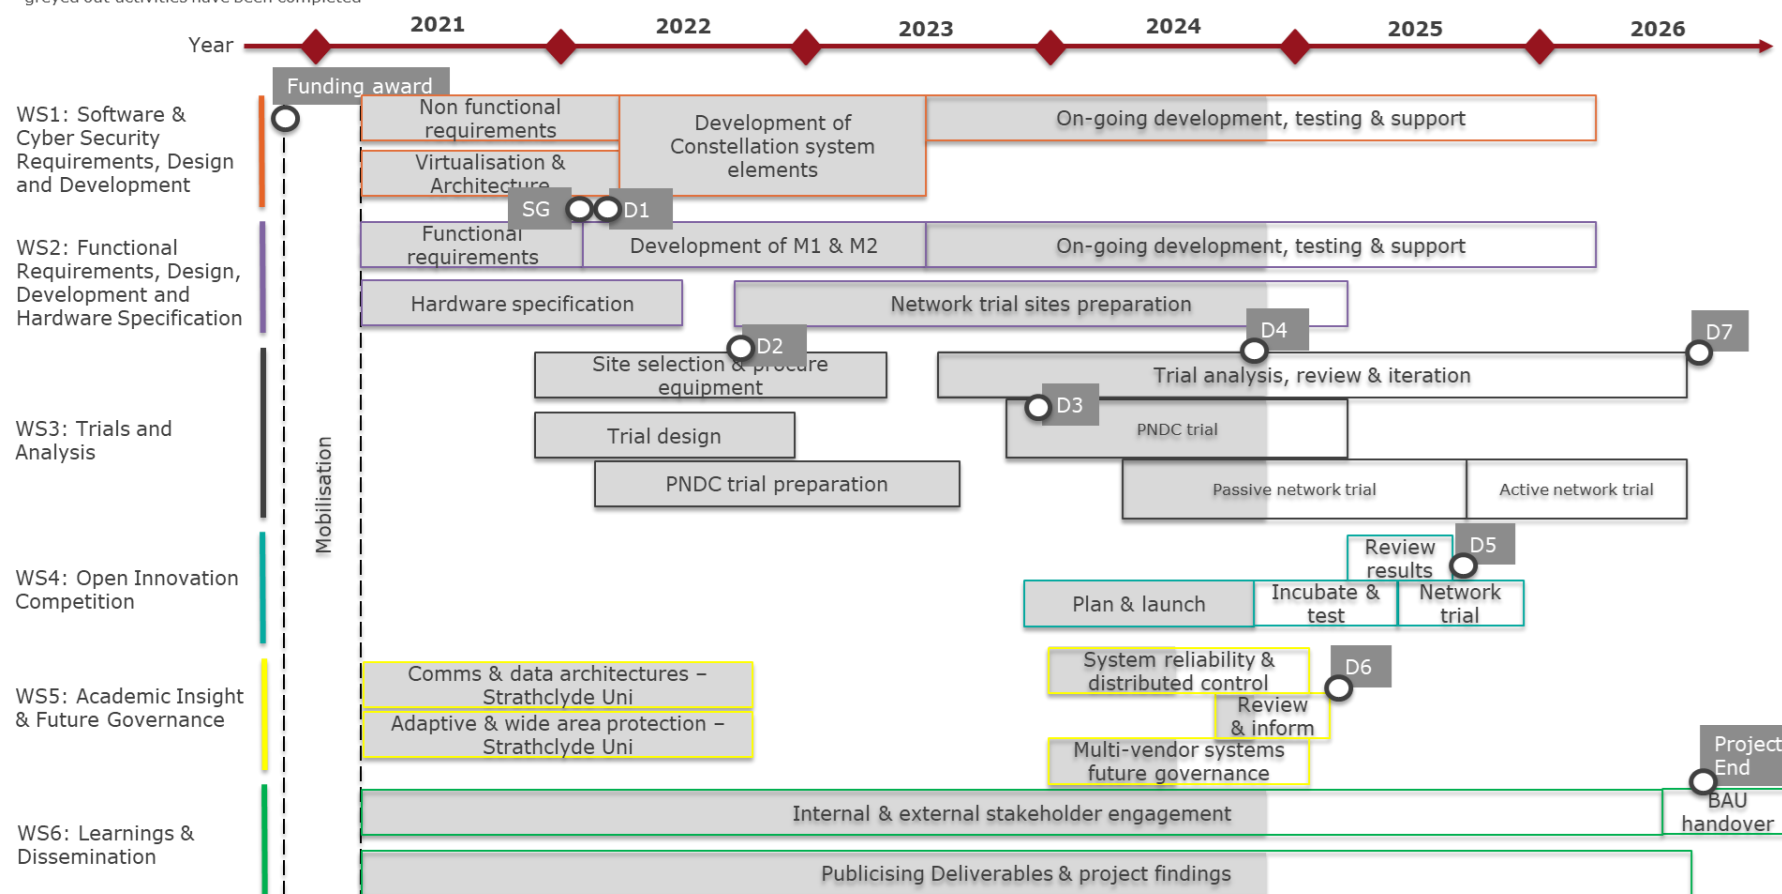 greyed out activities have been completed
2021
2022
2023
2024
2025
2026
Year
Funding award
WS1: Software &
Cyber Security
Requirements, Design
and Development
Non functional
requirements
Virtualisation &
Architecture
Development of
Constellation system
elements
On-going development, testing & support
SG
D1
WS2: Functional
Requirements, Design,
Development and
Hardware Specification
Functional
requirements
Development of M1 & M2
On-going development, testing & support
Hardware specification
Network trial sites preparation
D2
D4
D7
WS3: Trials and
Analysis
Site selection & procure
equipment
Trial analysis, review & iteration
D3
Trial design
PNDC trial
PNDC trial preparation
Passive network trial
Active network trial
Mobilisation
WS4: Open Innovation
Competition
Review
results
D5
Plan & launch
Incubate &
test
Network
trial
WS5: Academic Insight
& Future Governance
Comms & data architectures –
Strathclyde Uni
Adaptive & wide area protection –
Strathclyde Uni
System reliability &
distributed control
D6
Review
& inform
Multi-vendor systems
future governance
Project
End
WS6: Learnings &
Dissemination
Internal & external stakeholder engagement
BAU
handover
Publicising Deliverables & project findings